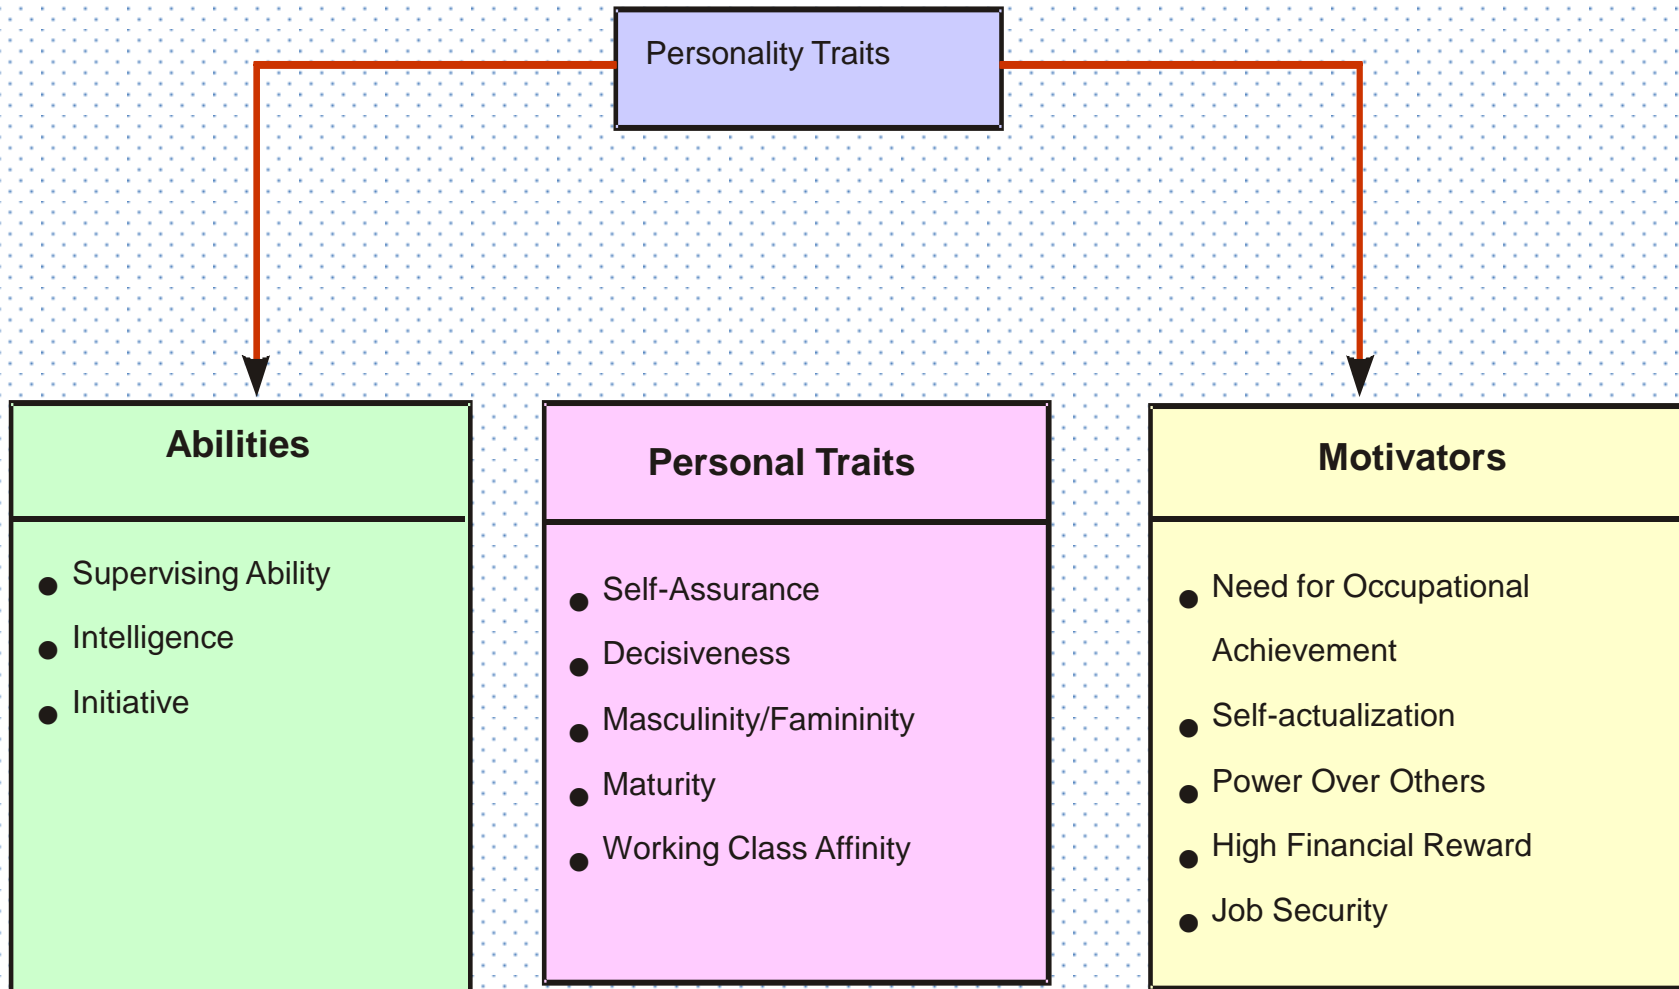 Personality Traits
Abilities
● Supervising Ability
● Intelligence
● Initiative
Personal Traits
● Self-Assurance
● Decisiveness
● Masculinity/Famininity
● Maturity
● Working Class Affinity
Motivators
● Need for Occupational
Achievement
● Self-actualization
● Power Over Others
● High Financial Reward
● Job Security